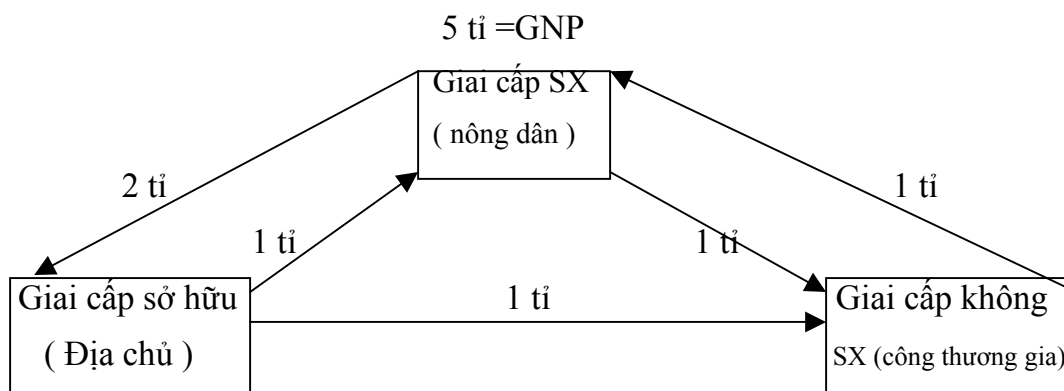 5 tỉ =GNP
Giai cấp SX
( nông dân )
2 tỉ
1 tỉ
1 tỉ
1 tỉ
Giai cấp sở hữu
( Địa chủ )
1 tỉ
Giai cấp không
SX (công thương gia)